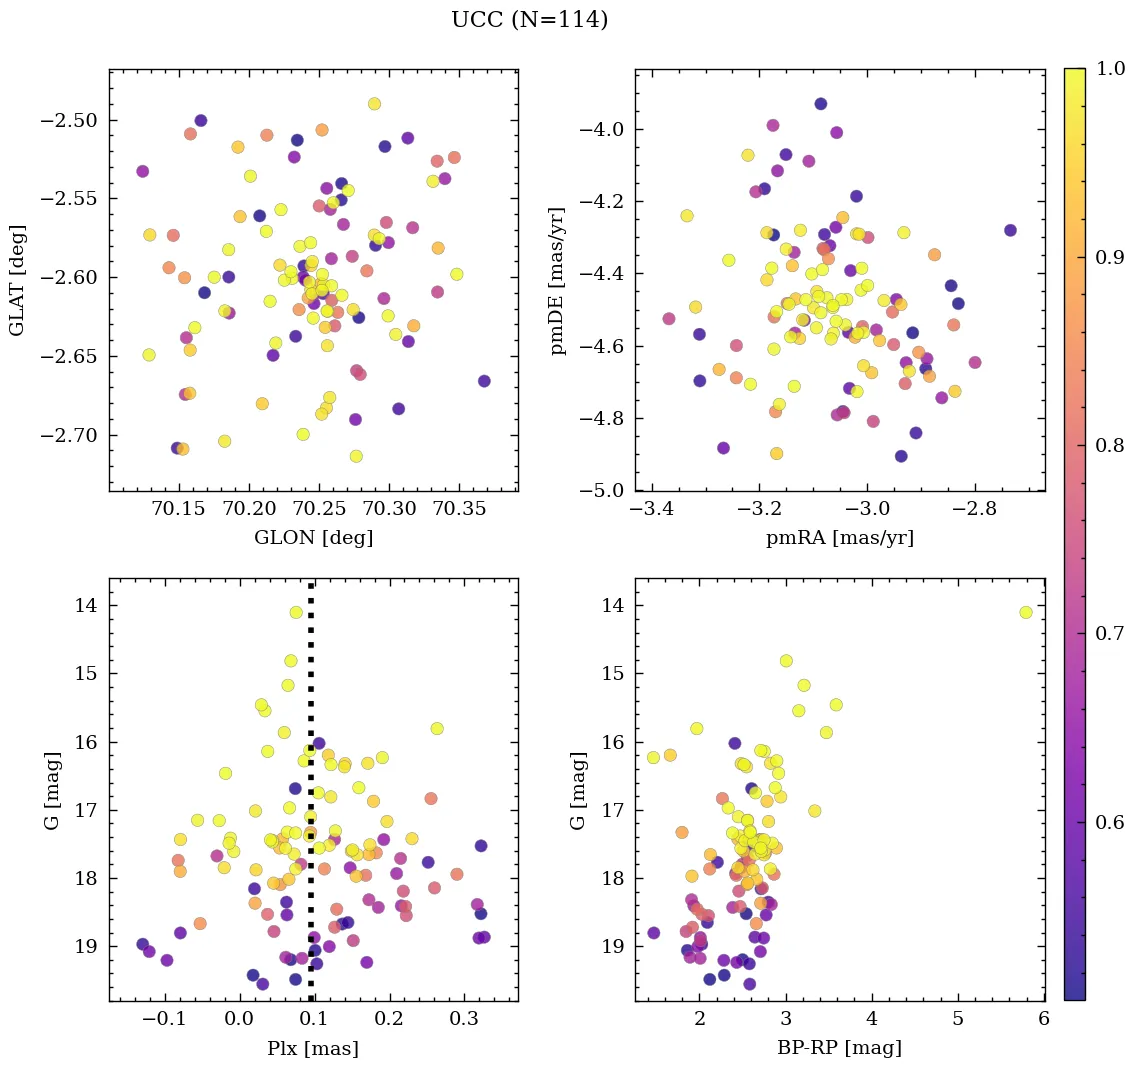 UCC (N=114)
−2.50
−2.55
−2.60
−2.65
−2.70
GLAT [deg]
70.15 70.20 70.25 70.30 70.35
GLON [deg]
−4.0
−4.2
−4.4
−4.6
−4.8
−5.0
pmDE [mas/yr]
−3.4 −3.2 −3.0 −2.8
pmRA [mas/yr]
14
15
16
17
18
19
G [mag]
−0.1 0.0 0.1 0.2 0.3
Plx [mas]
14
15
16
17
18
19
G [mag]
2 3 4 5 6
BP-RP [mag]
1.0
0.9
0.8
0.7
0.6